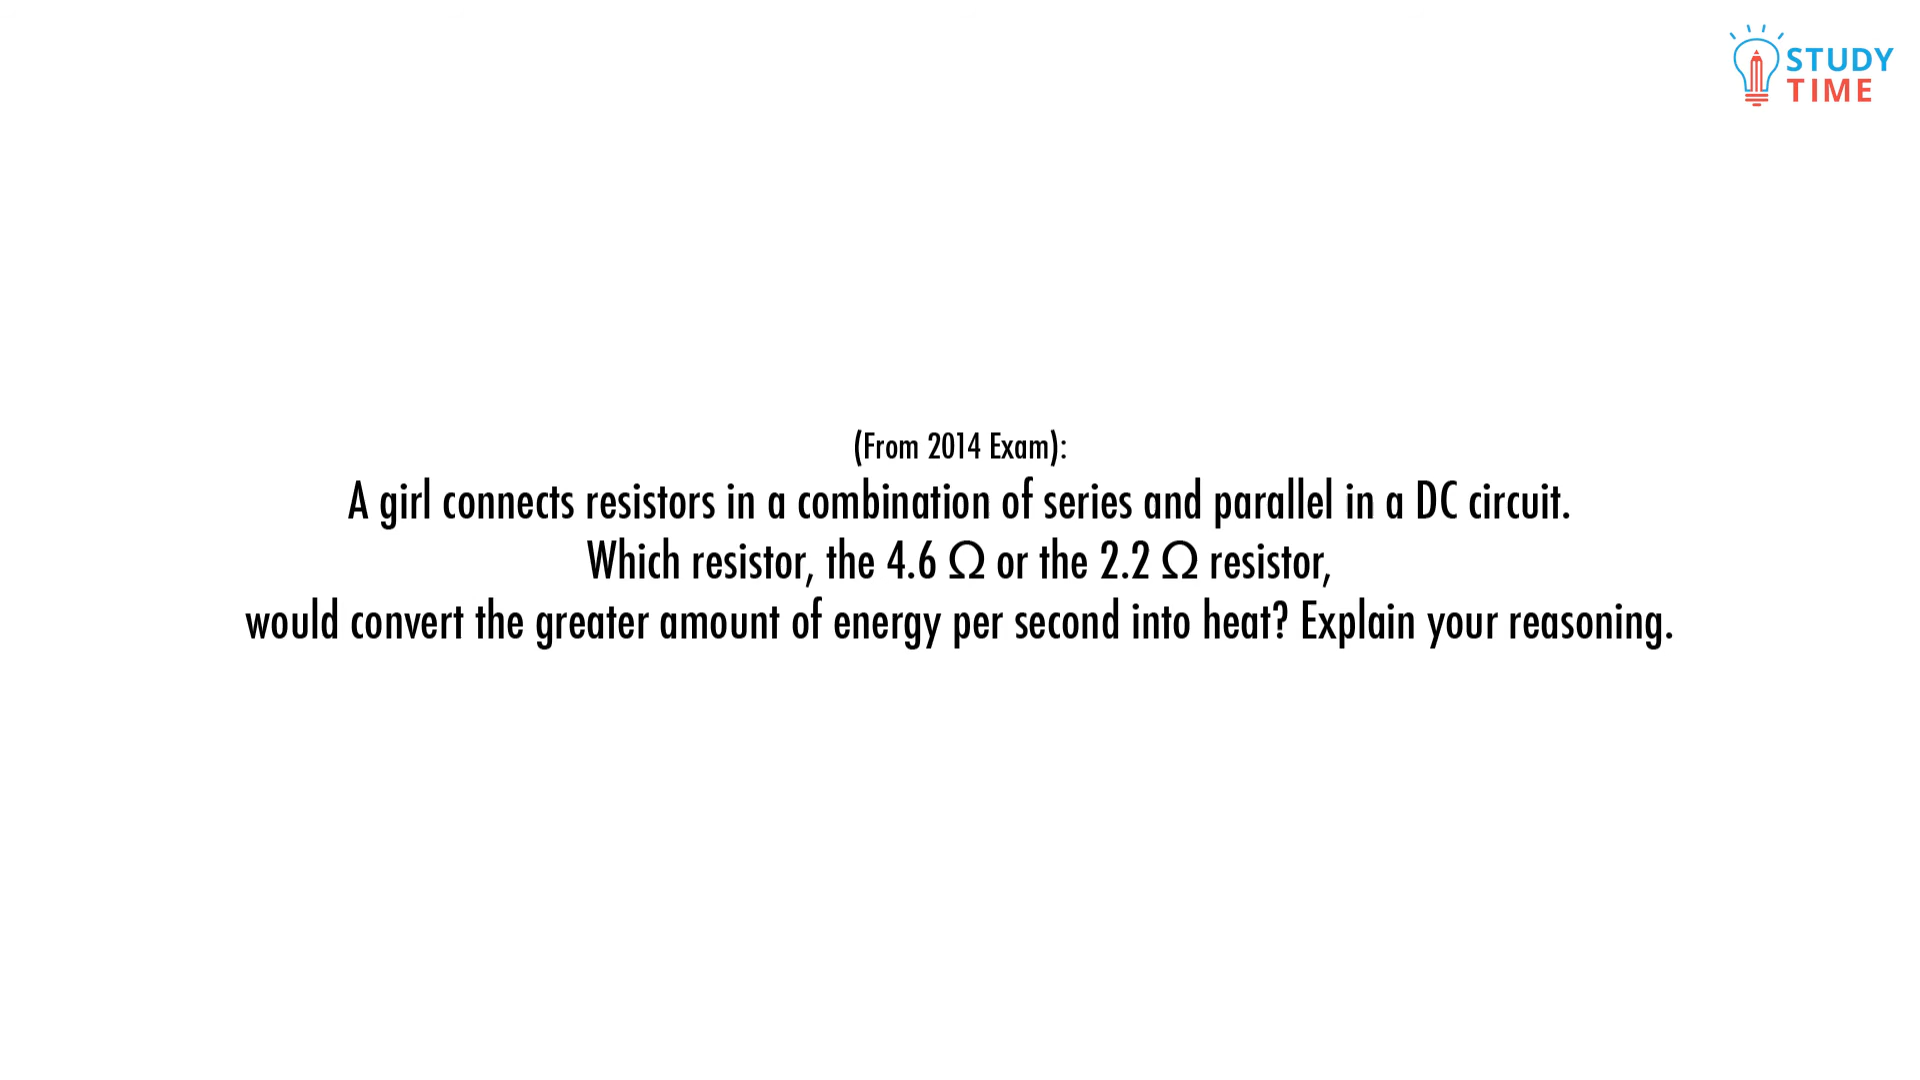 STUDY
TIME
(From 2014 Exam):
A girl connects resistors in a combination of series and parallel in a DC circuit.
Which resistor, the 4.6 Ω or the 2.2 Ω resistor,
would convert the greater amount of energy per second into heat? Explain your reasoning.